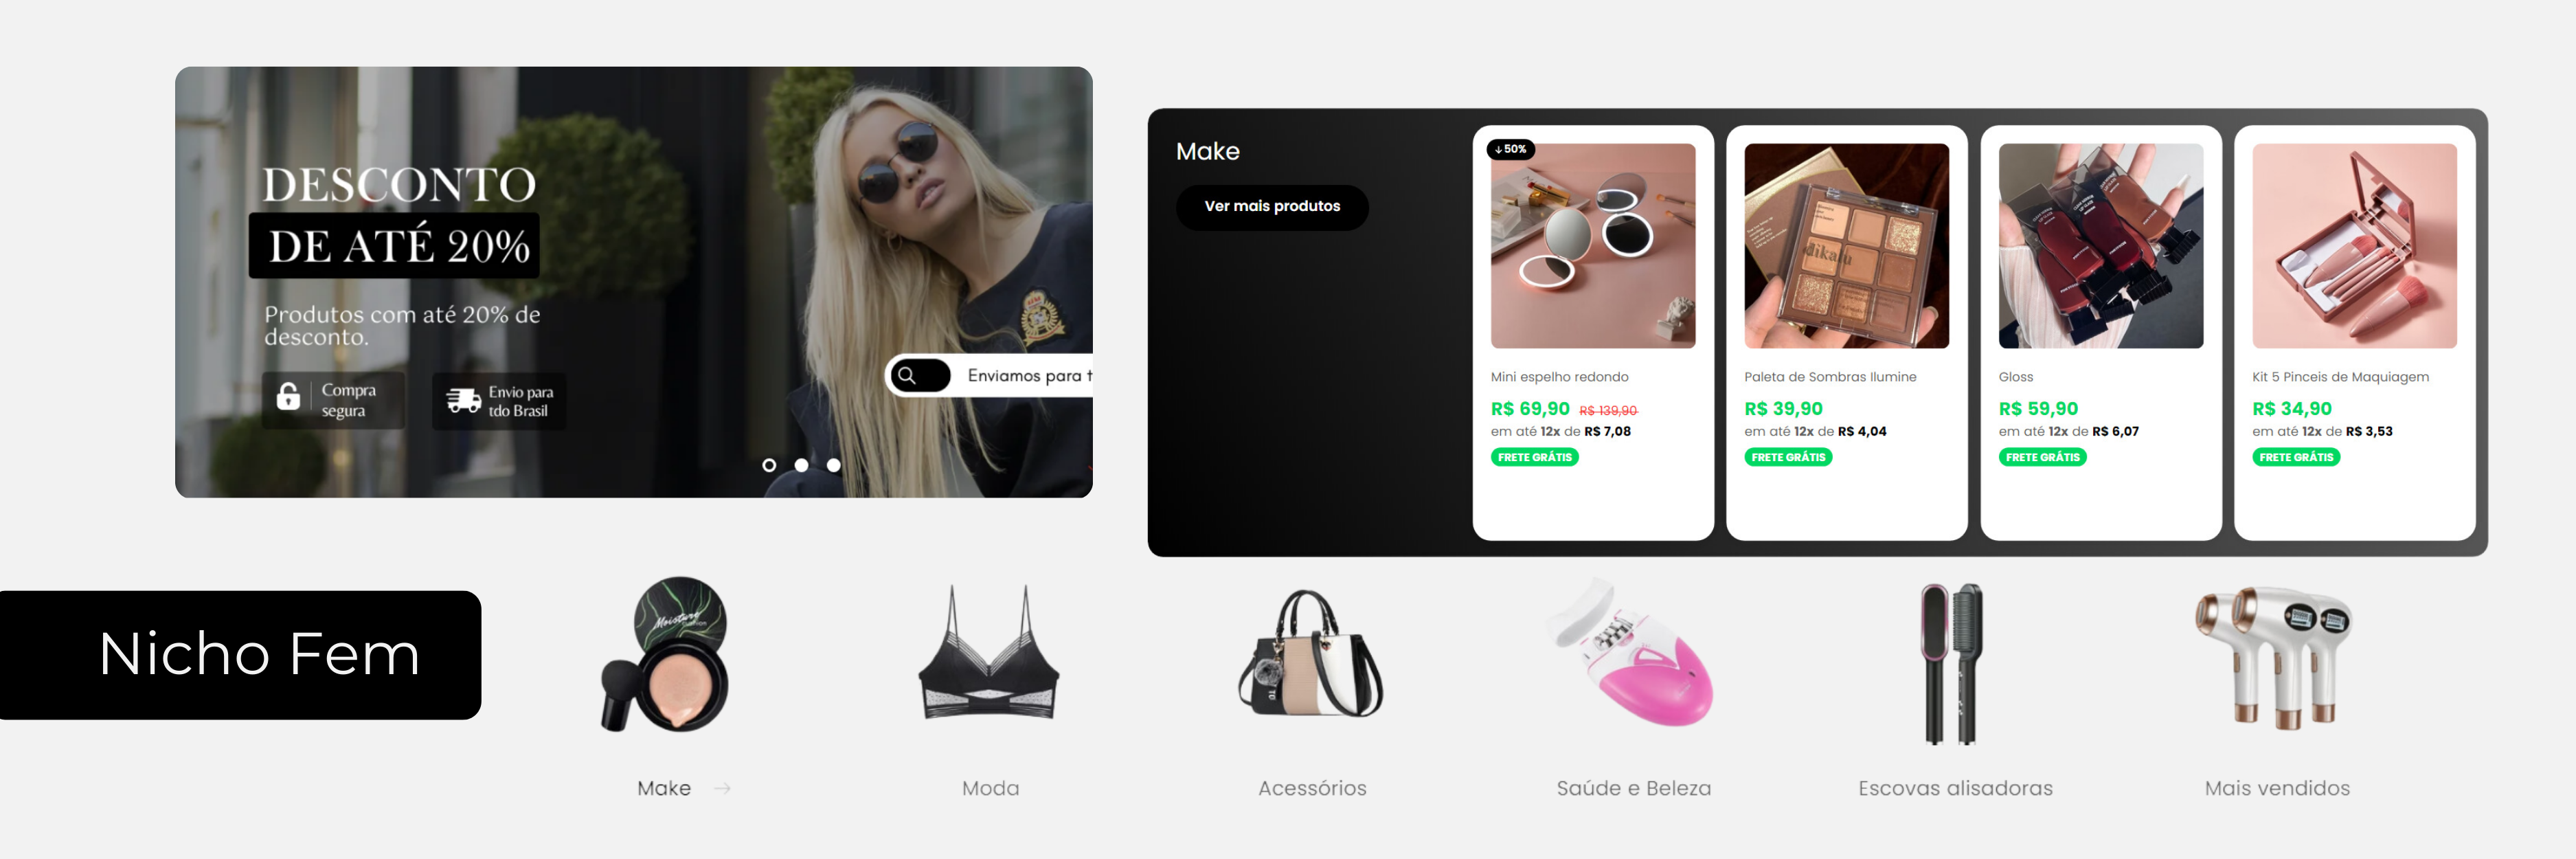 DESCONTO
DE ATÉ 20%
Produtos com até 20% de
desconto.
Compra
segura
Envio para
tdo Brasil
Enviamos para t
Make
Ver mais produtos
↓50%
Mini espelho redondo
R$ 69,90 R$ 139,90
em até 12x de R$ 7,08
FRETE GRÁTIS
dikalu
Paleta de Sombras Ilumine
R$ 39,90
em até 12x de R$ 4,04
FRETE GRÁTIS
Gloss
R$ 59,90
em até 12x de R$ 6,07
FRETE GRÁTIS
Kit 5 Pinceis de Maquiagem
R$ 34,90
em até 12x de R$ 3,53
FRETE GRÁTIS
Nicho Fem
Moisture
Make →
Moda
Acessórios
Saúde e Beleza
Escovas alisadoras
Mais vendidos